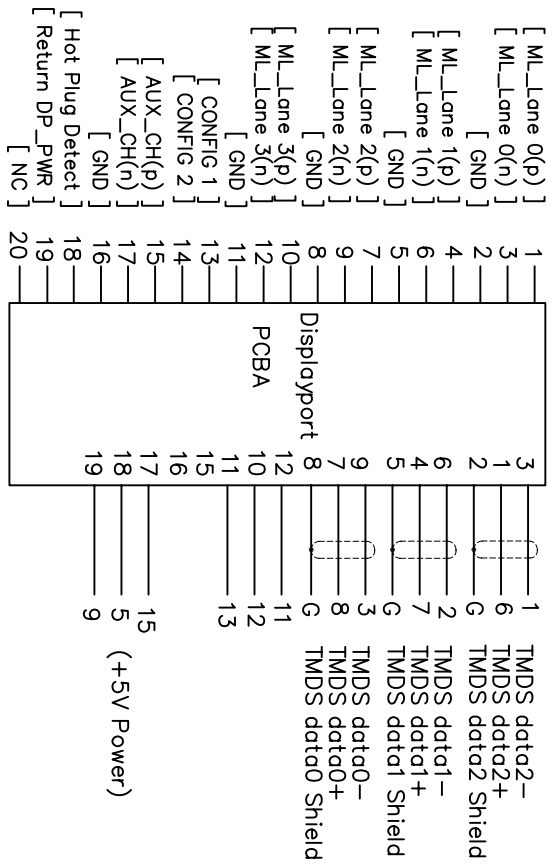 [ ML_Lane 0(p) ] 1 3 1 TMDS data2-
[ ML_Lane 0(n) ] 3 1 6 TMDS data2+
[ GND ] 2 2 G TMDS data2 Shield
[ ML_Lane 1(p) ] 4 6 2 TMDS data1-
[ ML_Lane 1(n) ] 6 4 7 TMDS data1+
[ GND ] 5 5 G TMDS data1 Shield
[ ML_Lane 2(p) ] 7 9 3 TMDS data0-
[ ML_Lane 2(n) ] 9 7 8 TMDS data0+
[ GND ] 8 Displayport 8 G TMDS data0 Shield
[ ML_Lane 3(p) ] 10 12 11
[ ML_Lane 3(n) ] 12 PCBA 10 12
[ GND ] 11 11 13
[ CONFIG 1 ] 13 15
[ CONFIG 2 ] 14 16
[ AUX_CH(p) ] 15 17 15
[ AUX_CH(n) ] 17 18 5 (+5V Power)
[ GND ] 16 19 9
[ Hot Plug Detect ] 18
[ Return DP_PWR ] 19
[ NC ] 20